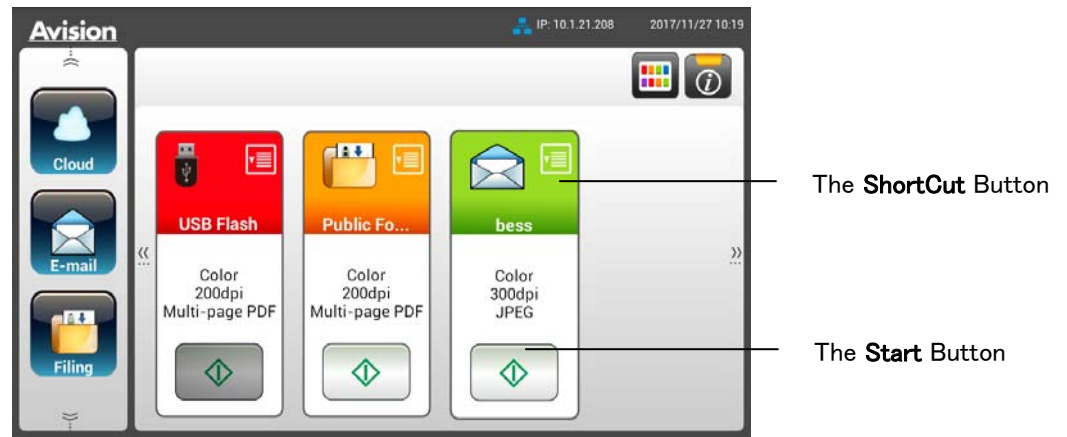 Avision
IP: 10.1.21.208 2017/11/27 10:19
Cloud
E-mail
Filing
USB Flash
Color
200dpi
Multi-page PDF
Public Fo...
Color
200dpi
Multi-page PDF
bess
Color
300dpi
JPEG
The ShortCut Button
The Start Button